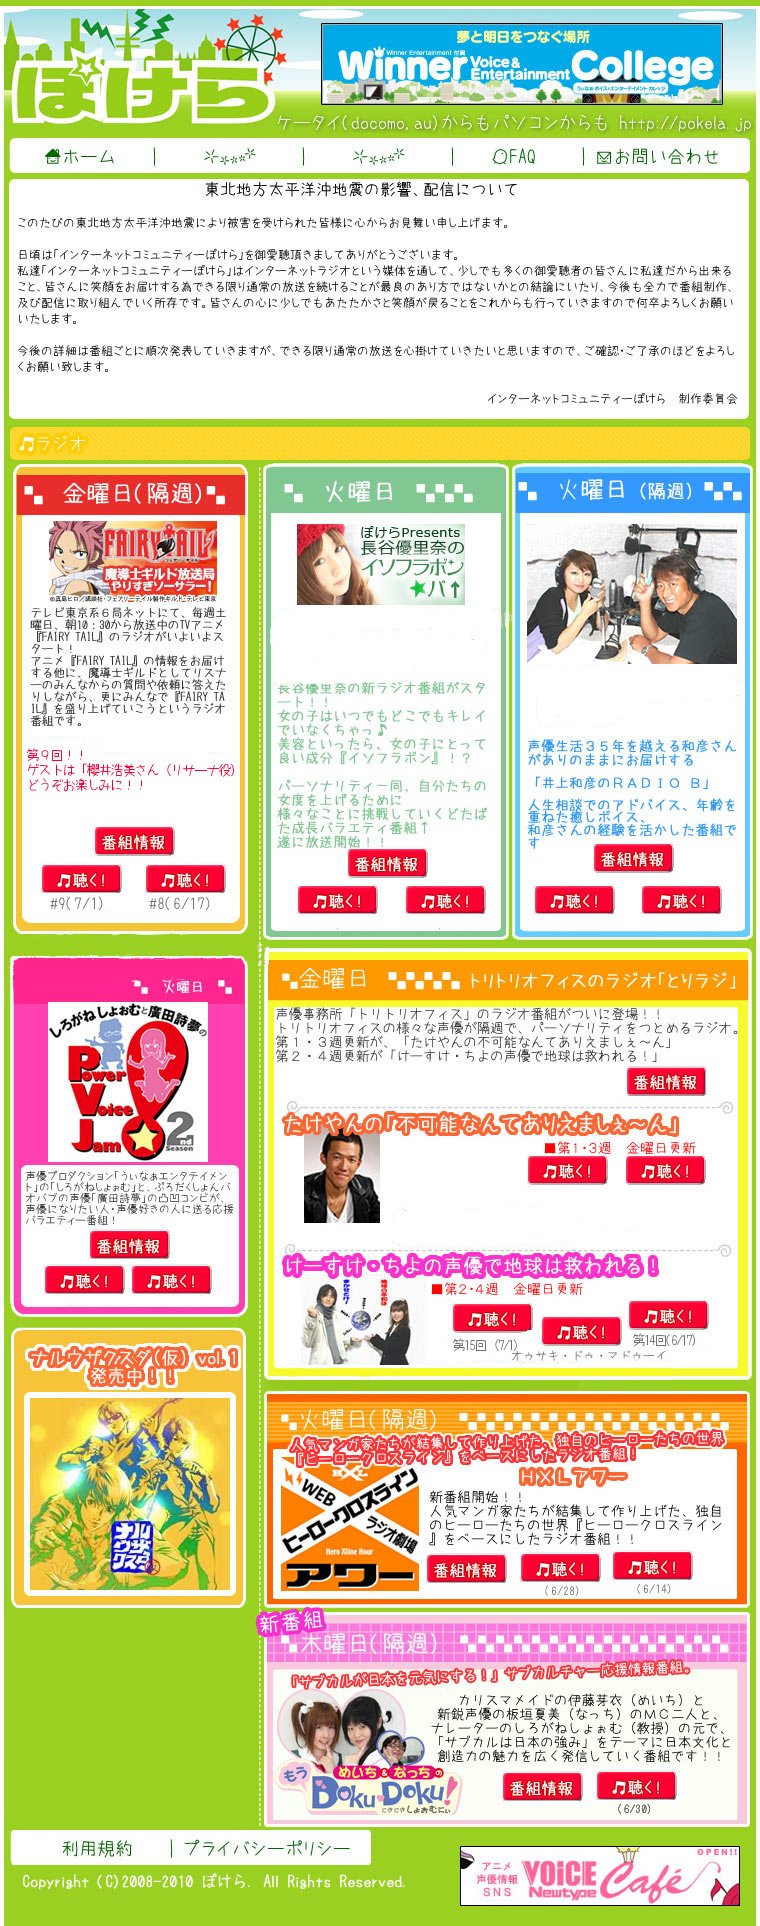 夢と明日をつなぐ場所
Winner Entertainment 付属
Winner Voice & Entertainment College
うぃなあ・ボイス・エンターテイメント・カレッジ
ぽけら
ケータイ(docomo,au)からもパソコンからも http://pokela.jp
ホーム
FAQ
お問い合わせ
東北地方太平洋沖地震の影響、配信について
このたびの東北地方太平洋沖地震により被害を受けられた皆様に心からお見舞い申し上げます。
日頃は「インターネットコミュニティーぽけら」を御愛聴頂きましてありがとうございます。
私達「インターネットコミュニティーぽけら」はインターネットラジオという媒体を通して、少しでも多くの御愛聴者の皆さんに私達だから出来る
こと、皆さんに笑顔をお届けする為できる限り通常の放送を続けることが最良のあり方ではないかとの結論にいたり、今後も全力で番組制作、
及び配信に取り組んでいく所存です。皆さんの心に少しでもあたたかさと笑顔が戻ることをこれからも行っていきますので何卒よろしくお願い
いたします。
今後の詳細は番組ごとに順次発表していきますが、できる限り通常の放送を心掛けていきたいと思いますので、ご確認・ご了承のほどをよろし
くお願い致します。
インターネットコミュニティーぽけら　制作委員会
ラジオ
金曜日(隔週)
FAIRY TAIL
魔導士ギルド放送局
やりすぎソーサラー!
©真島ヒロ/講談社・フェアリーテイル製作ギルド・テレビ東京
テレビ東京系6局ネットにて、毎週土
曜日、朝10:30から放送中のTVアニメ
『FAIRY TAIL』のラジオがいよいよス
タート!
アニメ『FAIRY TAIL』の情報をお届け
する他に、魔導士ギルドとしてリスナ
ーのみんなからの質問や依頼に答えた
りしながら、更にみんなで『FAIRY TA
IL』を盛り上げていこうというラジオ
番組です。
第9回!!
ゲストは「櫻井浩美さん（リサーナ役)
どうぞお楽しみに!!
番組情報
聴く!
聴く!
#9(7/1)
#8(6/17)
火曜日
ぽけらPresents
長谷優里奈の
イソフラボン
★バ↑
長谷優里奈の新ラジオ番組がスタ
ート!!
女の子はいつでもどこでもキレイ
でいなくちゃっ♪
美容といったら、女の子にとって
良い成分『イソフラボン』!?
パーソナリティー同、自分たちの
女度を上げるために
様々なことに挑戦していくどたば
た成長バラエティ番組↑
遂に放送開始!!
番組情報
聴く!
聴く!
火曜日 (隔週)
声優生活35年を越える和彦さん
がありのままにお届けする
「井上和彦のRADIO B」
人生相談でのアドバイス、年齢を
重ねた癒しボイス、
和彦さんの経験を活かした番組で
す
番組情報
聴く!
聴く!
火曜日
しろがねしょおむと廣田詩夢の
Power
Voice
Jam
2nd
Season
声優プロダクション「うぃなぁエンタテイメン
ト」の「しろがねしょぉむ」と、ぷろだくしょんバ
オバブの声優「廣田詩夢」の凸凹コンビが、
声優になりたい人・声優好きの人に送る応援
バラエティー番組!
番組情報
聴く!
聴く!
金曜日
トリトリオフィスのラジオ「とりラジ」
声優事務所「トリトリオフィス」のラジオ番組がついに登場!!
トリトリオフィスの様々な声優が隔週で、パーソナリティをつとめるラジオ。
第1・3週更新が、「たけやんの不可能なんてありえましぇ～ん」
第2・4週更新が「けーすけ・ちよの声優で地球は救われる!」
番組情報
たけやんの「不可能なんてありえましぇ～ん」
■第1・3週　金曜日更新
聴く!
聴く!
けーすけ・ちよの声優で地球は救われる!
■第2・4週　金曜日更新
聴く!
聴く!
聴く!
第15回 (7/1)
第14回(6/17)
オゥサキ・ドゥ・マドゥーイ
ナルウザクスダ(仮) vol.1
発売中!!
ナル
ウザ
クス
ダ
(仮)
火曜日(隔週)
人気マンガ家たちが結集して作り上げた、独自のヒーローたちの世界
『ヒーロークロスライン』をベースにしたラジオ番組!
HXLアワー
WEB
ヒーロークロスライン
ラジオ劇場
Hero Xline Hour
アワー
新番組開始!!
人気マンガ家たちが結集して作り上げた、独自
のヒーローたちの世界『ヒーロークロスライン
』をベースにしたラジオ番組!!
番組情報
聴く!
聴く!
(6/28)
(6/14)
新番組
木曜日(隔週)
「サブカルが日本を元気にする!」サブカルチャー応援情報番組。
もう
めいち&なっちの
DOKU DOKU!
どきどきしょおむにぃ
カリスマメイドの伊藤芽衣（めいち）と
新鋭声優の板垣夏美（なっち）のMC二人と、
ナレーターのしろがねしょぉむ（教授）の元で、
「サブカルは日本の強み」をテーマに日本文化と
創造力の魅力を広く発信していく番組です!!
番組情報
聴く!
(6/30)
利用規約
プライバシーポリシー
Copyright (C)2008-2010 ぽけら. All Rights Reserved.
アニメ
声優情報
SNS
VOiCE
Newtype
Café
OPEN!!